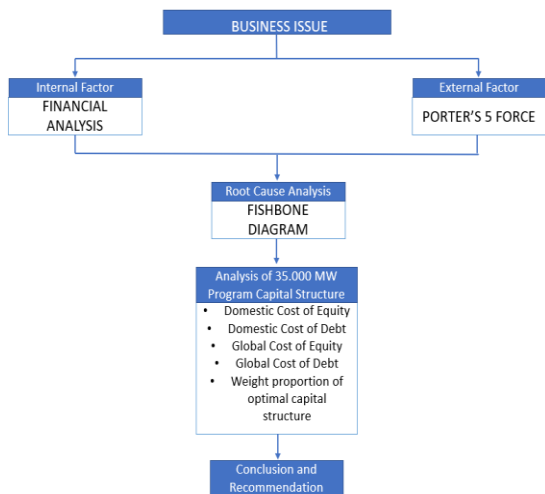 BUSINESS ISSUE
Internal Factor
FINANCIAL
ANALYSIS
External Factor
PORTER'S 5 FORCE
Root Cause Analysis
FISHBONE
DIAGRAM
Analysis of 35.000 MW
Program Capital Structure
• Domestic Cost of Equity
• Domestic Cost of Debt
• Global Cost of Equity
• Global Cost of Debt
• Weight proportion of
optimal capital
structure
Conclusion and
Recommendation